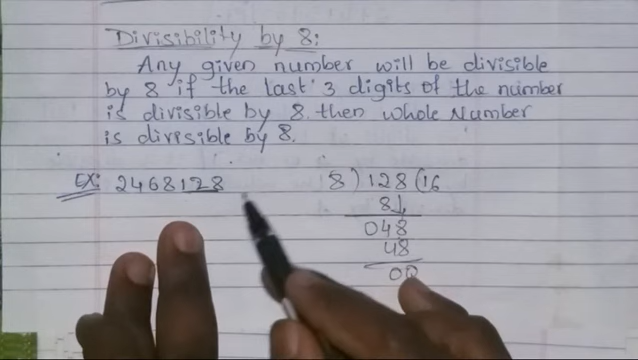 Divisibility by 8:
Any given number will be divisible
by 8 if the last 3 digits of the number
is divisible by 8. then whole Number
is divisible by 8.
Ex: 2468128 8)128(16
8↓
048
48
00